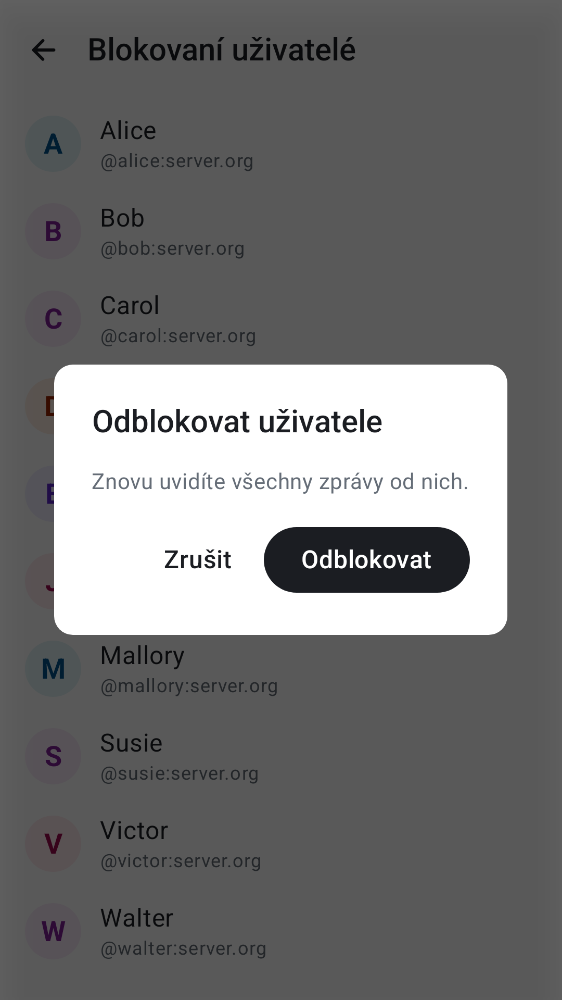 Blokovaní uživatelé
A
Alice
@alice:server.org
B
Bob
@bob:server.org
C
Carol
@carol:server.org
Odblokovat uživatele
Znovu uvidíte všechny zprávy od nich.
Zrušit
Odblokovat
M
Mallory
@mallory:server.org
S
Susie
@susie:server.org
V
Victor
@victor:server.org
W
Walter
@walter:server.org